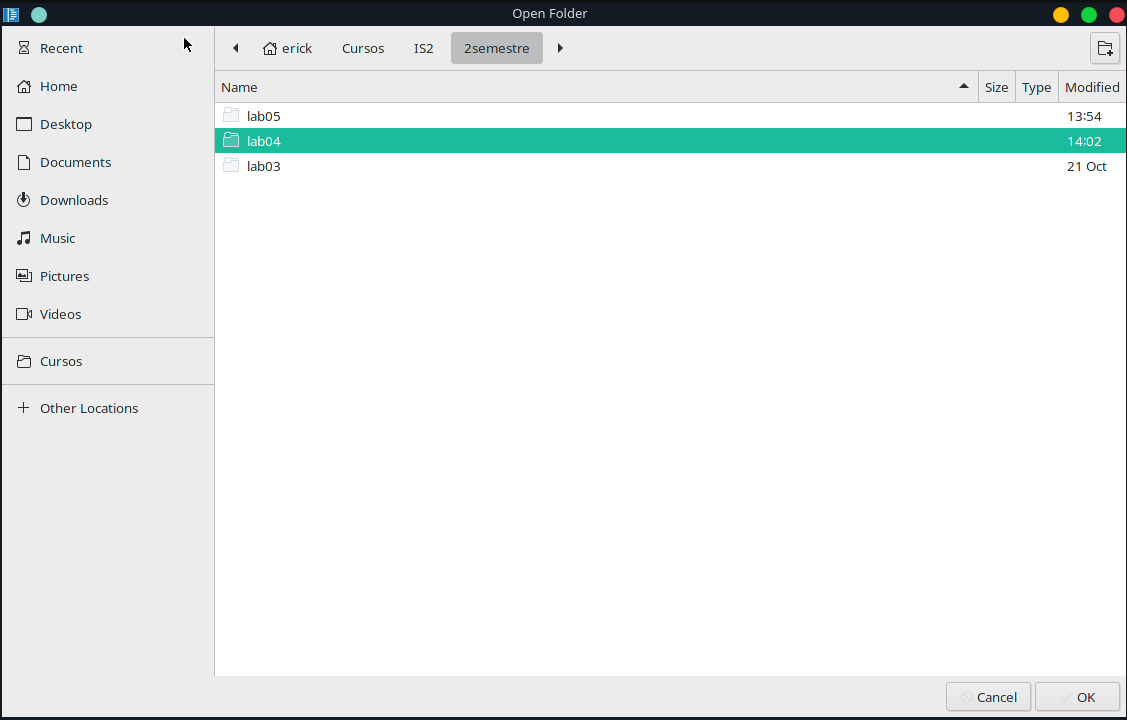 Open Folder
Recent
Home
Desktop
Documents
Downloads
Music
Pictures
Videos
Cursos
Other Locations
erick Cursos IS2 2semestre
Name Size Type Modified
lab05 13:54
lab04 14:02
lab03 21 Oct
Cancel OK